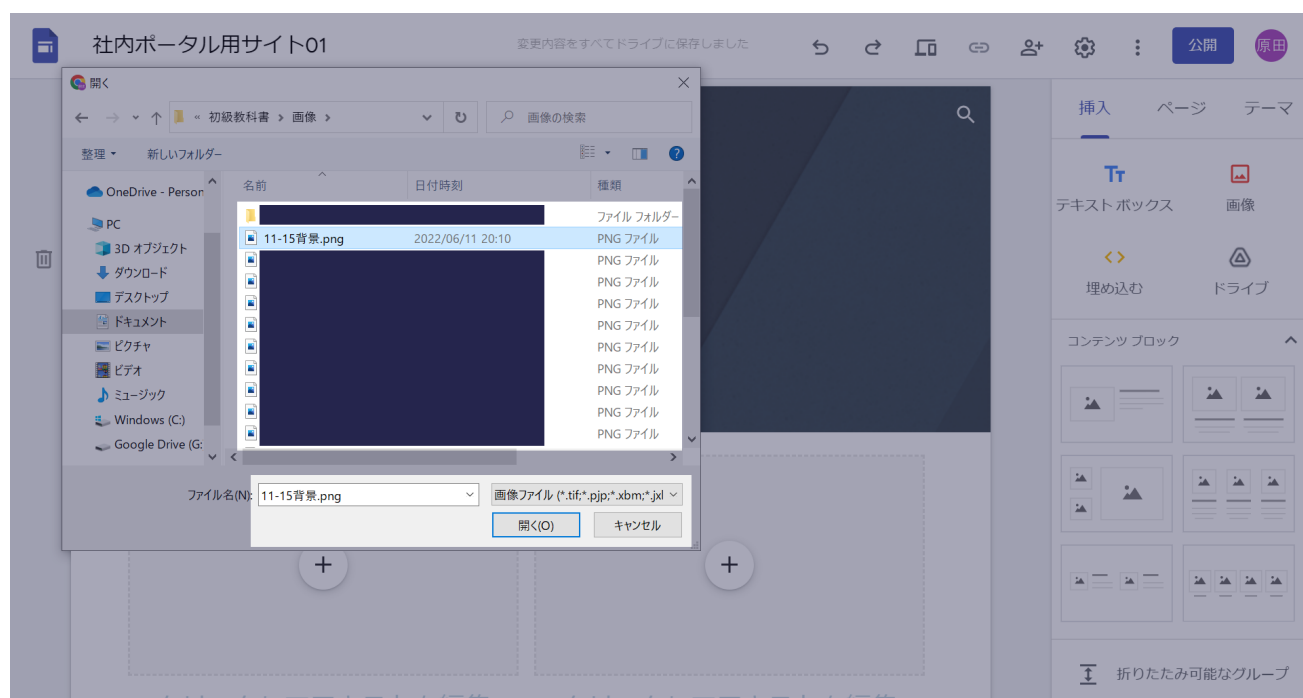 社内ポータル用サイト01
変更内容をすべてドライブに保存しました
公開
原田
開く
« 初級教科書 › 画像 ›
画像の検索
整理
新しいフォルダー
?
名前
日付時刻
種類
OneDrive - Person
PC
3D オブジェクト
ダウンロード
デスクトップ
ドキュメント
ピクチャ
ビデオ
ミュージック
Windows (C:)
Google Drive (G:
ファイル フォルダー
11-15背景.png 2022/06/11 20:10 PNG ファイル
PNG ファイル
PNG ファイル
PNG ファイル
PNG ファイル
PNG ファイル
PNG ファイル
PNG ファイル
PNG ファイル
PNG ファイル
ファイル名(N): 11-15背景.png
画像ファイル (*.tif;*.pjp;*.xbm;*.jxl
開く(O)
キャンセル
挿入
ページ
テーマ
Tт
テキスト ボックス
画像
埋め込む
ドライブ
コンテンツ ブロック
折りたたみ可能なグループ